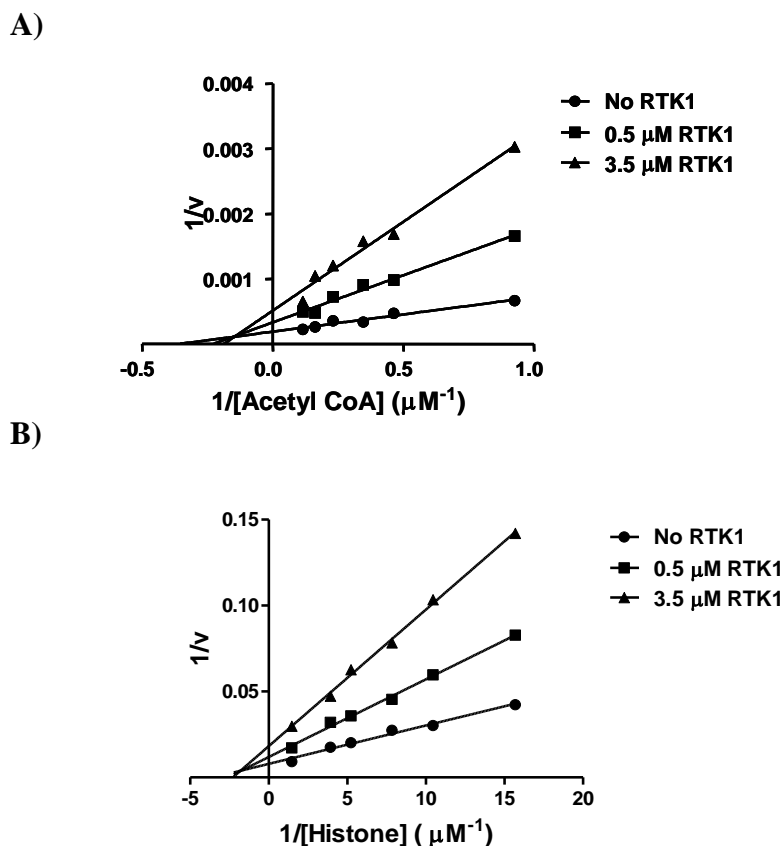 A)
0.004
0.003
0.002
0.001
1/v
-0.5
0.0
0.5
1.0
1/[Acetyl CoA] (μM⁻¹)
No RTK1
0.5 μM RTK1
3.5 μM RTK1
B)
0.15
0.10
0.05
1/v
-5
0
5
10
15
20
1/[Histone] ( μM⁻¹)
No RTK1
0.5 μM RTK1
3.5 μM RTK1